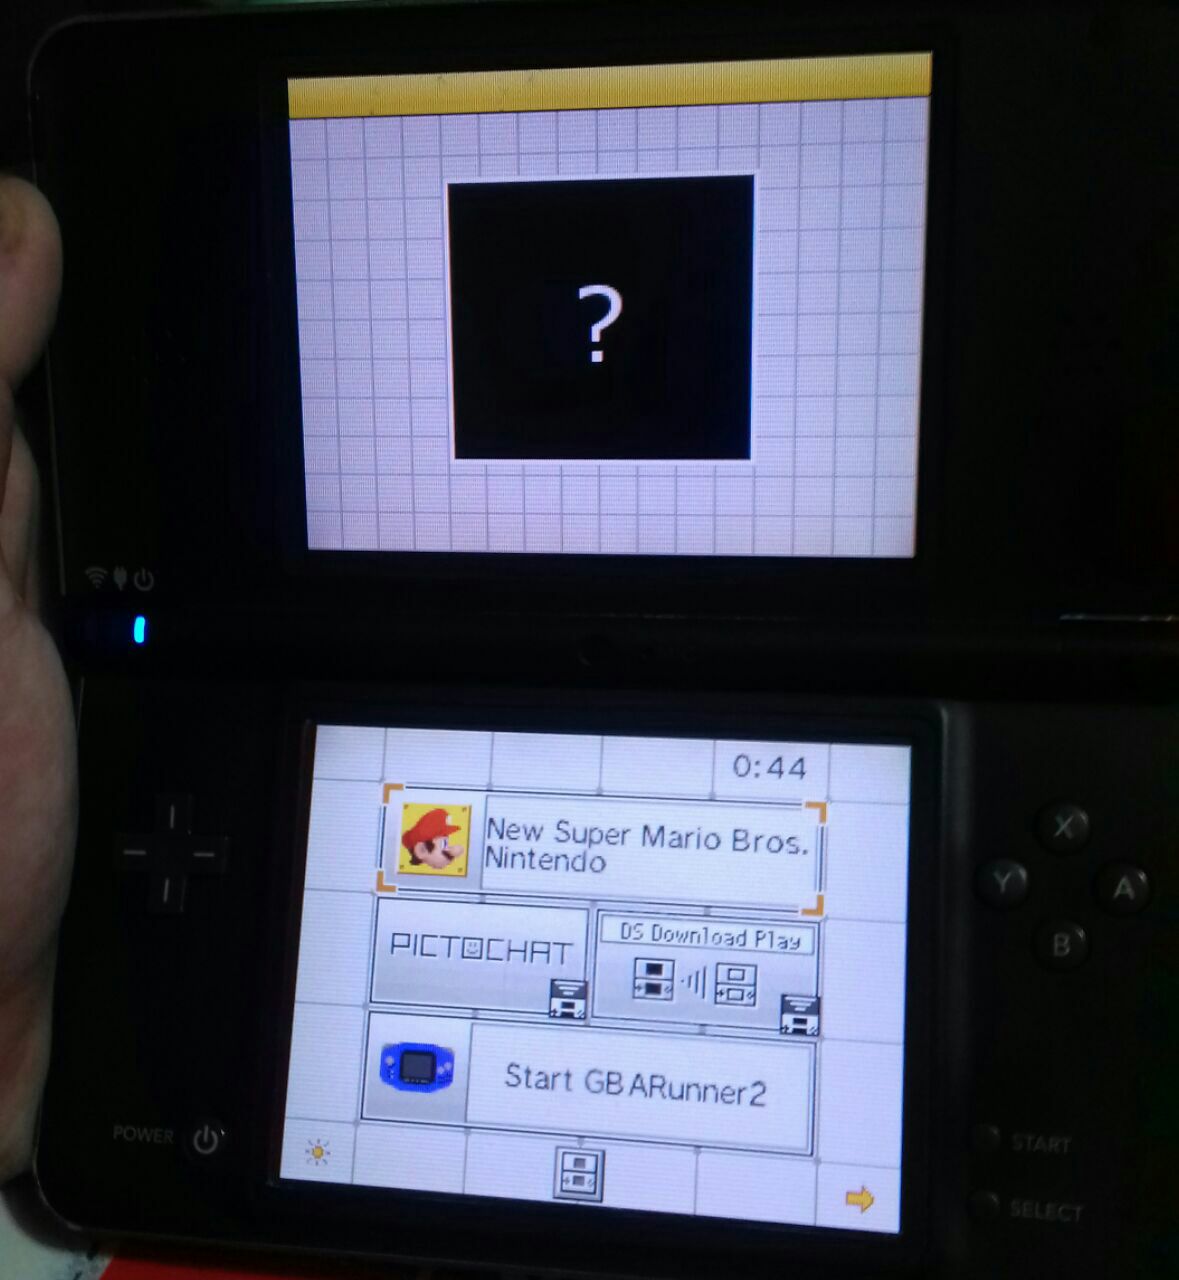 ?
0:44
New Super Mario Bros.
Nintendo
PICTOCHAT
DS Download Play
Start GBARunner2
X
Y
A
B
POWER
START
SELECT